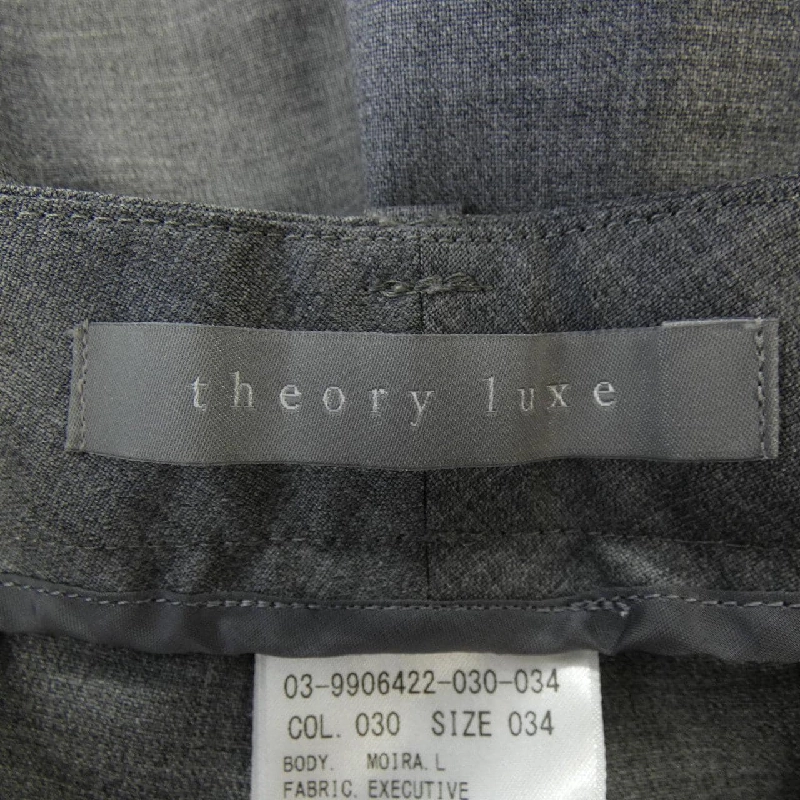 theory luxe
03-9906422-030-034
COL. 030 SIZE 034
BODY. MOIRA. L
FABRIC. EXECUTIVE